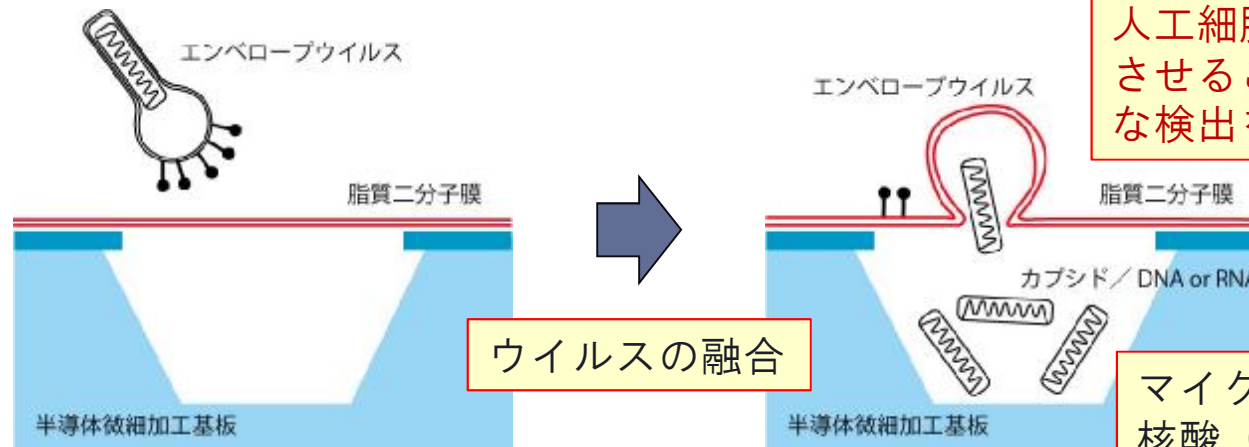 エンベロープウイルス
脂質二分子膜
半導体微細加工基板
ウイルスの融合
人工細
させる
な検出
エンベロープウイルス
脂質二分子膜
カプシド/ DNA or RNA
半導体微細加工基板
マイク
核酸